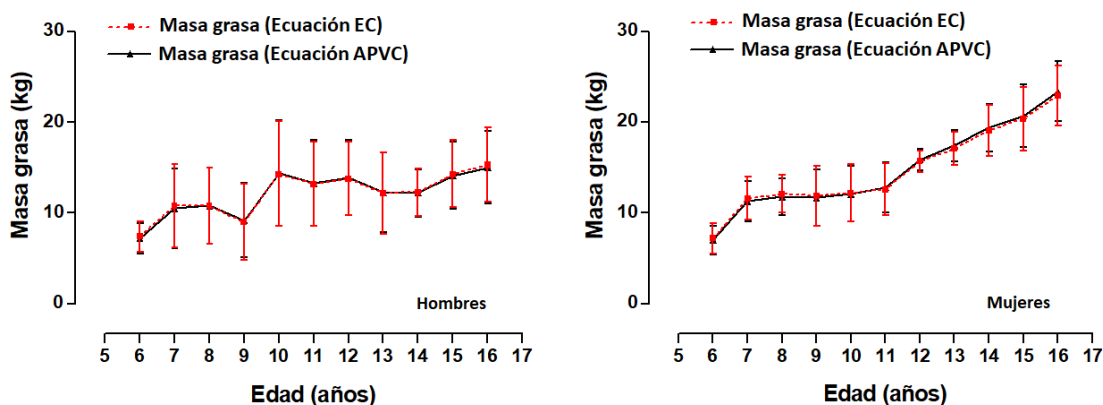 Masa grasa (Ecuación EC)
Masa grasa (Ecuación APVC)
30
20
10
0
Masa grasa (kg)
Hombres
5 6 7 8 9 10 11 12 13 14 15 16 17
Edad (años)
Masa grasa (Ecuación EC)
Masa grasa (Ecuación APVC)
30
20
10
0
Masa grasa (kg)
Mujeres
5 6 7 8 9 10 11 12 13 14 15 16 17
Edad (años)